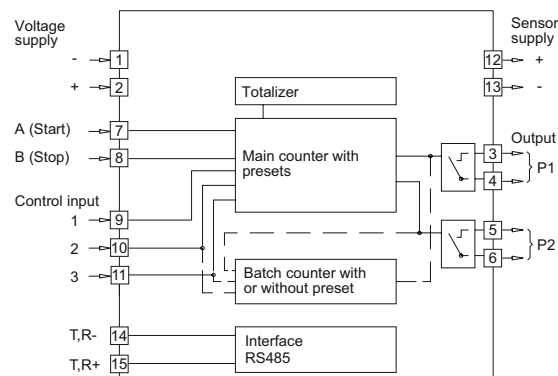 Voltage supply
Sensor supply
- 1
+ 2
12 +
13 -
Totalizer
A (Start) 7
B (Stop) 8
Main counter with presets
Output
3
4
P1
Control input
1 9
2 10
3 11
5
6
P2
Batch counter with or without preset
T,R- 14
T,R+ 15
Interface RS485